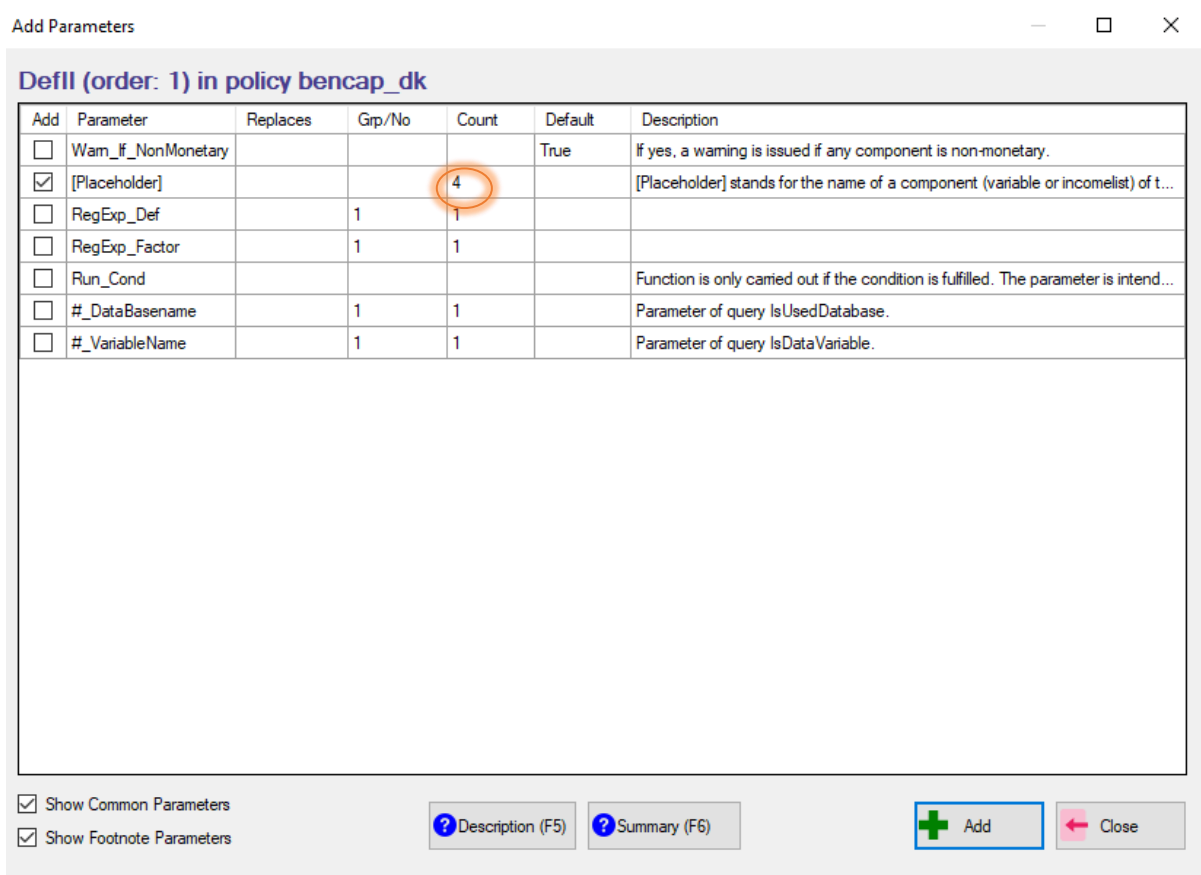 Add Parameters
DefIl (order: 1) in policy bencap_dk
Add Parameter Replaces Grp/No Count Default Description
Warn_If_NonMonetary True If yes, a warning is issued if any component is non-monetary.
[Placeholder] 4 [Placeholder] stands for the name of a component (variable or incomelist) of t...
RegExp_Def 1 1
RegExp_Factor 1 1
Run_Cond Function is only carried out if the condition is fulfilled. The parameter is intend...
#_DataBasename 1 1 Parameter of query IsUsedDatabase.
#_VariableName 1 1 Parameter of query IsDataVariable.
Show Common Parameters
Show Footnote Parameters
? Description (F5) ? Summary (F6) Add Close